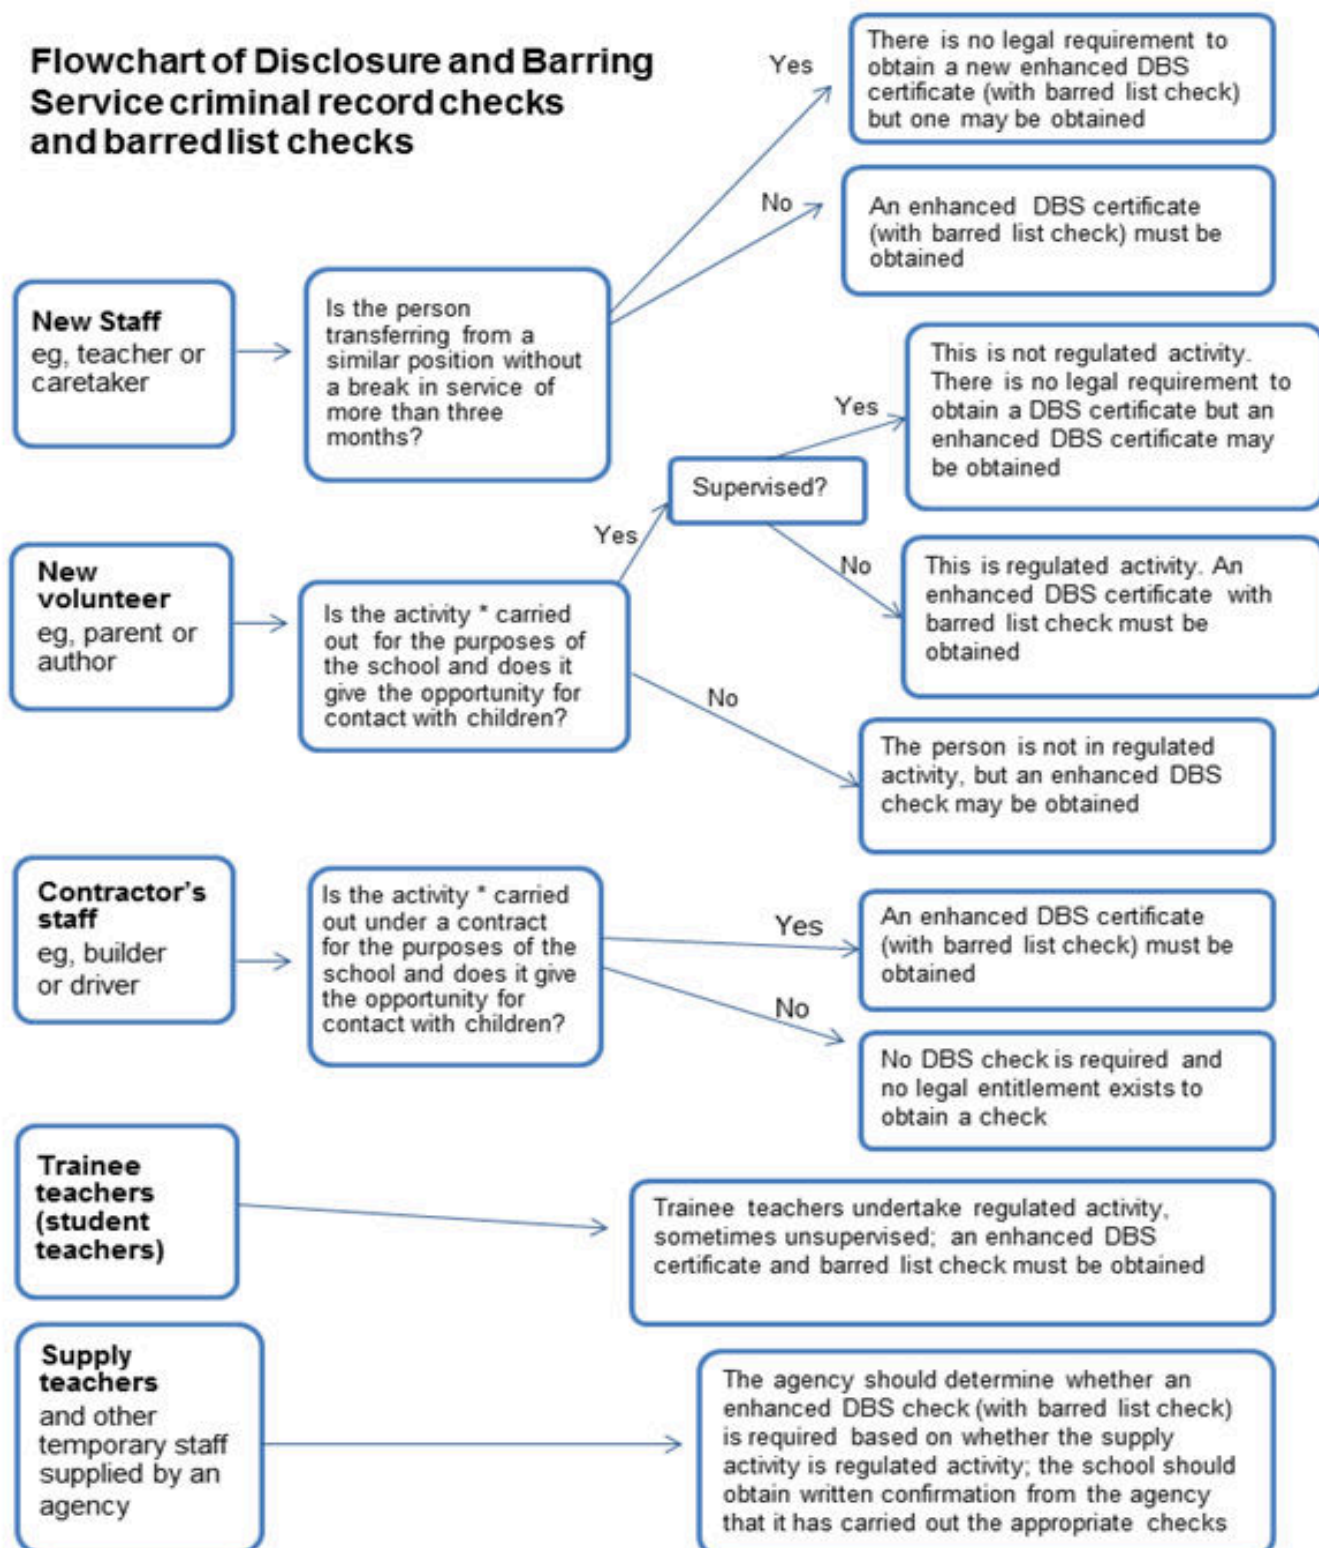 Flowchart of Disclosure and Barring
Service criminal record checks
and barred list checks
New Staff
eg, teacher or
caretaker
Is the person
transferring from a
similar position without
a break in service of
more than three
months?
Yes
There is no legal requirement to
obtain a new enhanced DBS
certificate (with barred list check)
but one may be obtained
No
An enhanced DBS certificate
(with barred list check) must be
obtained
New
volunteer
eg, parent or
author
Is the activity * carried
out for the purposes of
the school and does it
give the opportunity for
contact with children?
Yes
Supervised?
Yes
This is not regulated activity.
There is no legal requirement to
obtain a DBS certificate but an
enhanced DBS certificate may
be obtained
No
This is regulated activity. An
enhanced DBS certificate with
barred list check must be
obtained
No
The person is not in regulated
activity, but an enhanced DBS
check may be obtained
Contractor's
staff
eg, builder
or driver
Is the activity * carried
out under a contract
for the purposes of the
school and does it give
the opportunity for
contact with children?
Yes
An enhanced DBS certificate
(with barred list check) must be
obtained
No
No DBS check is required and
no legal entitlement exists to
obtain a check
Trainee
teachers
(student
teachers)
Trainee teachers undertake regulated activity,
sometimes unsupervised; an enhanced DBS
certificate and barred list check must be obtained
Supply
teachers
and other
temporary staff
supplied by an
agency
The agency should determine whether an
enhanced DBS check (with barred list check)
is required based on whether the supply
activity is regulated activity; the school should
obtain written confirmation from the agency
that it has carried out the appropriate checks